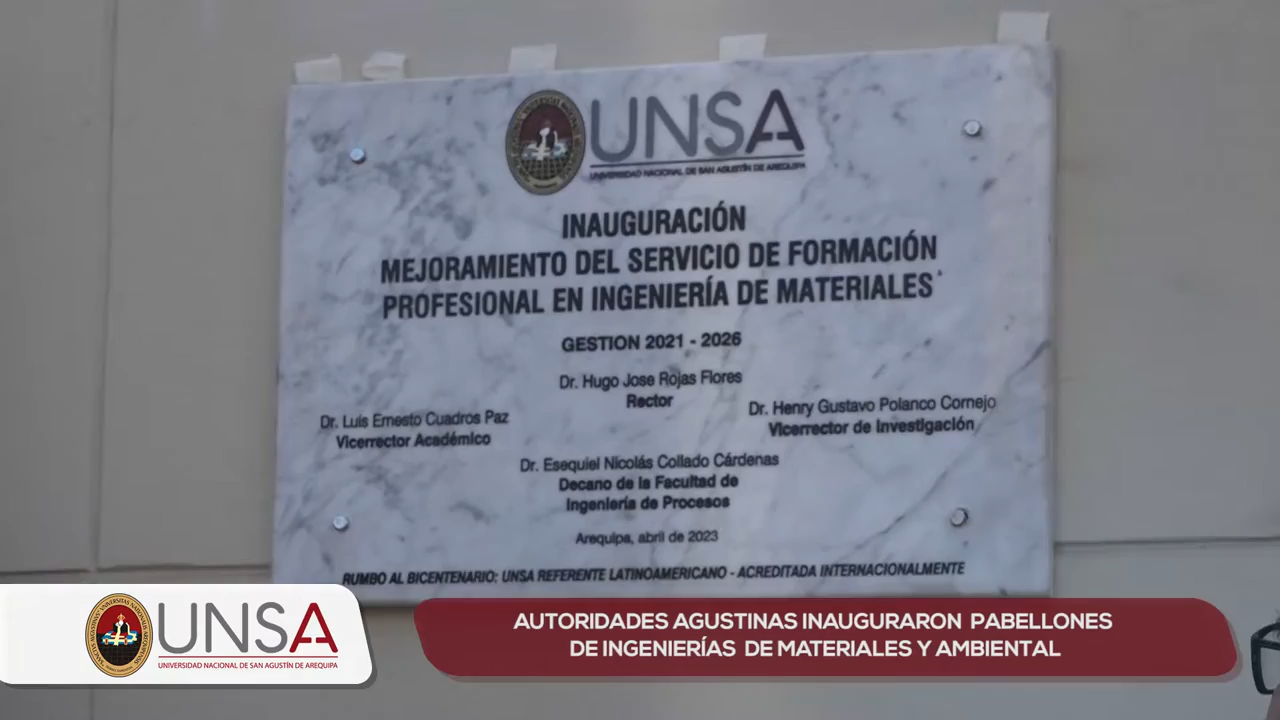 UNSA
UNIVERSIDAD NACIONAL DE SAN AGUSTÍN DE AREQUIPA
INAUGURACIÓN
MEJORAMIENTO DEL SERVICIO DE FORMACIÓN
PROFESIONAL EN INGENIERÍA DE MATERIALES
GESTION 2021 - 2026
Dr. Hugo Jose Rojas Flores
Rector
Dr. Luis Ernesto Cuadros Paz
Vicerrector Académico
Dr. Henry Gustavo Polanco Cornejo
Vicerrector de Investigación
Dr. Esequiel Nicolás Collado Cárdenas
Decano de la Facultad de
Ingeniería de Procesos
Arequipa, abril de 2023
RUMBO AL BICENTENARIO: UNSA REFERENTE LATINOAMERICANO - ACREDITADA INTERNACIONALMENTE
UNSA
UNIVERSIDAD NACIONAL DE SAN AGUSTÍN DE AREQUIPA
AUTORIDADES AGUSTINAS INAUGURARON PABELLONES
DE INGENIERÍAS DE MATERIALES Y AMBIENTAL